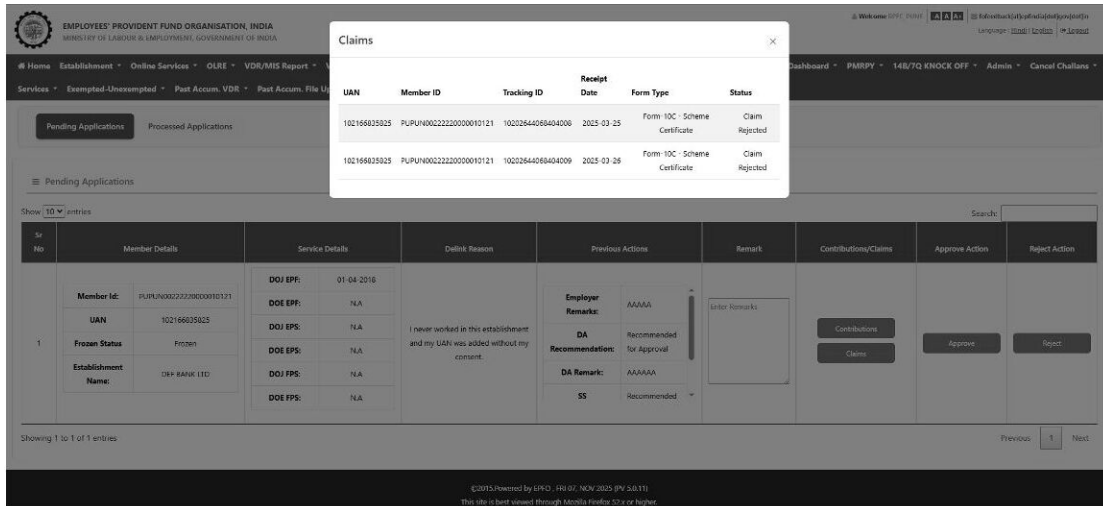 EMPLOYEES' PROVIDENT FUND ORGANISATION, INDIA
MINISTRY OF LABOUR & EMPLOYMENT, GOVERNMENT OF INDIA
Welcome
A A A+
Language : Hindi | English | Logout
Home Establishment Online Services OLRE VDR/MIS Report
Dashboard PMRPY 14B/7Q KNOCK OFF Admin Cancel Challans
Services Exempted-Unexempted Past Accum. VDR Past Accum. File
Claims
×
UAN Member ID Tracking ID Receipt Date Form Type Status
102166835825 PUPUN00222220000010121 10202644068404008 2025-03-25 Form-10C - Scheme Certificate Claim Rejected
102166835825 PUPUN00222220000010121 10202644068404009 2025-03-26 Form-10C - Scheme Certificate Claim Rejected
Pending Applications Processed Applications
Pending Applications
Show 10 entries
Search:
Sr No Member Details Service Details Delink Reason Previous Actions Remark Contributions/Claims Approve Action Reject Action
1
Member Id: PUPUN00222220000010121
UAN 102166835825
Frozen Status Frozen
Establishment Name: DEF BANK LTD
DOJ EPF: 01-04-2016
DOE EPF: N.A
DOJ EPS: N.A
DOE EPS: N.A
DOJ FPS: N.A
DOE FPS: N.A
I never worked in this establishment
and my UAN was added without my
consent.
Employer Remarks: AAAAA
DA Recommendation: Recommended for Approval
DA Remark: AAAAAA
SS Recommended
Enter Remarks
Contributions
Claims
Approve
Reject
Showing 1 to 1 of 1 entries
Previous 1 Next
©2015.Powered by EPFO , FRI 07, NOV 2025 (PV 5.0.11)
This site is best viewed through Mozilla Firefox 52.x or higher.